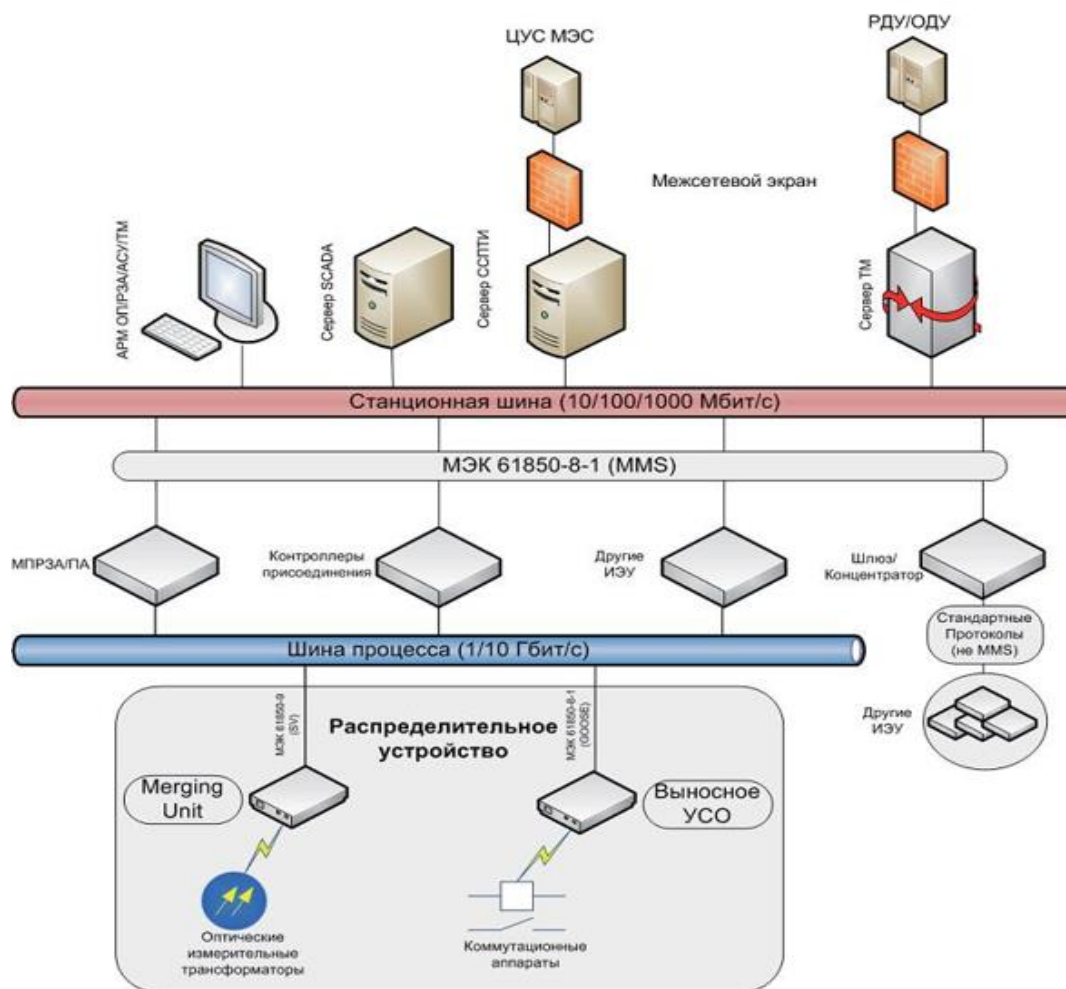 ЦУС МЭС
РДУ/ОДУ
Межсетевой экран
АРМ ОП/РЗА/АСУ/ТМ
Сервер SCADA
Сервер ССПТИ
Сервер ТМ
Станционная шина (10/100/1000 Мбит/с)
МЭК 61850-8-1 (MMS)
МПРЗА/ПА
Контроллеры
присоединения
Другие
ИЭУ
Шлюз/
Концентратор
Стандартные
Протоколы
(не MMS)
Другие
ИЭУ
Шина процесса (1/10 Гбит/с)
МЭК 61850-9
(SV)
МЭК 61850-8-1
(GOOSE)
Распределительное
устройство
Merging
Unit
Выносное
УСО
Оптические
измерительные
трансформаторы
Коммутационные
аппараты